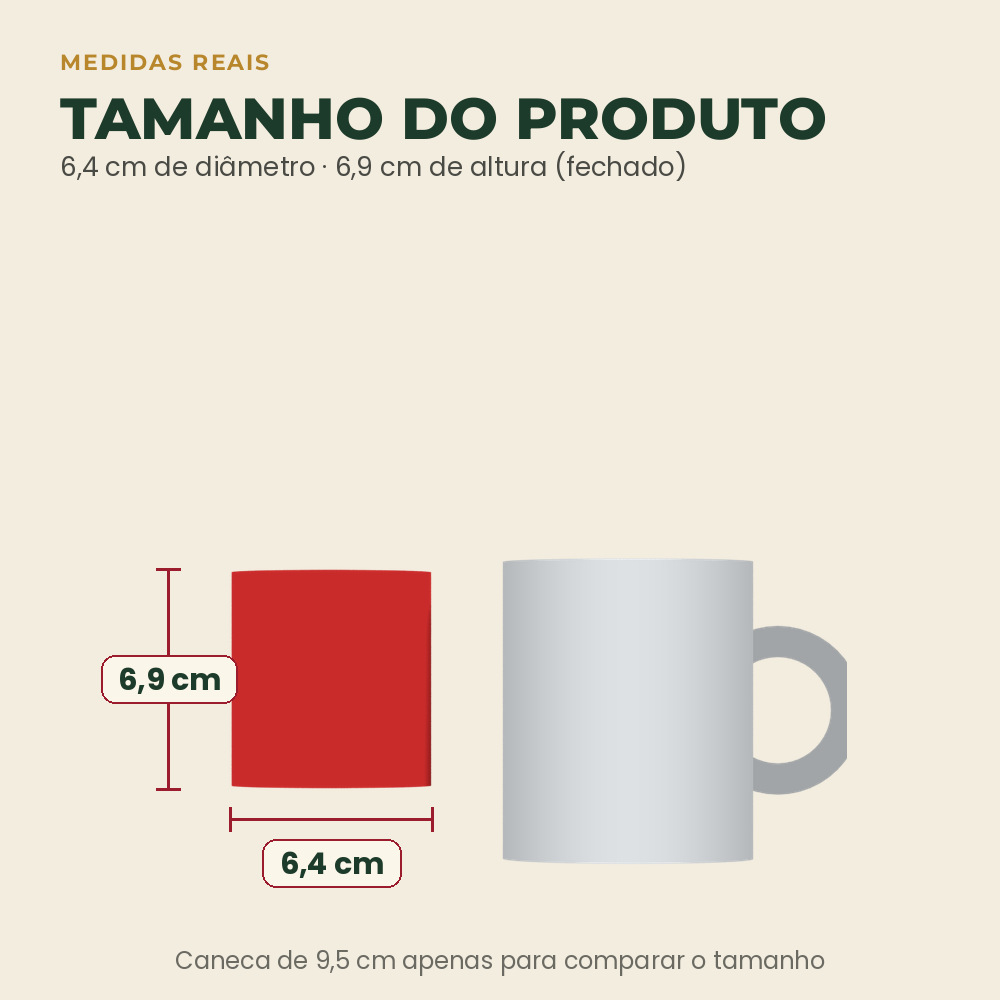 MEDIDAS REAIS
TAMANHO DO PRODUTO
6,4 cm de diâmetro · 6,9 cm de altura (fechado)
6,9 cm
6,4 cm
Caneca de 9,5 cm apenas para comparar o tamanho